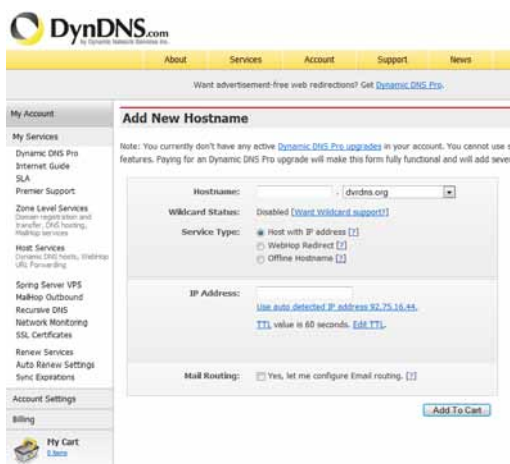 DynDNS.com
by Dynamic Network Services Inc.
About Services Account Support News
Want advertisement-free web redirections? Get Dynamic DNS Pro.
My Account
My Services
Dynamic DNS Pro
Internet Guide
SLA
Premier Support
Zone Level Services
Domain registration and
transfer, DNS hosting,
MailHop services
Host Services
Dynamic DNS hosts, WebHop
URL Forwarding
Spring Server VPS
MailHop Outbound
Recursive DNS
Network Monitoring
SSL Certificates
Renew Services
Auto Renew Settings
Sync Expirations
Account Settings
Billing
My Cart
0 items
Add New Hostname
Note: You currently don't have any active Dynamic DNS Pro upgrades in your account. You cannot use s
features. Paying for an Dynamic DNS Pro upgrade will make this form fully functional and will add seve
Hostname: . dvrdns.org
Wildcard Status: Disabled [Want Wildcard support?]
Service Type: Host with IP address [?]
WebHop Redirect [?]
Offline Hostname [?]
IP Address:
Use auto detected IP address 92.75.16.44.
TTL value is 60 seconds. Edit TTL.
Mail Routing: Yes, let me configure Email routing. [?]
Add To Cart